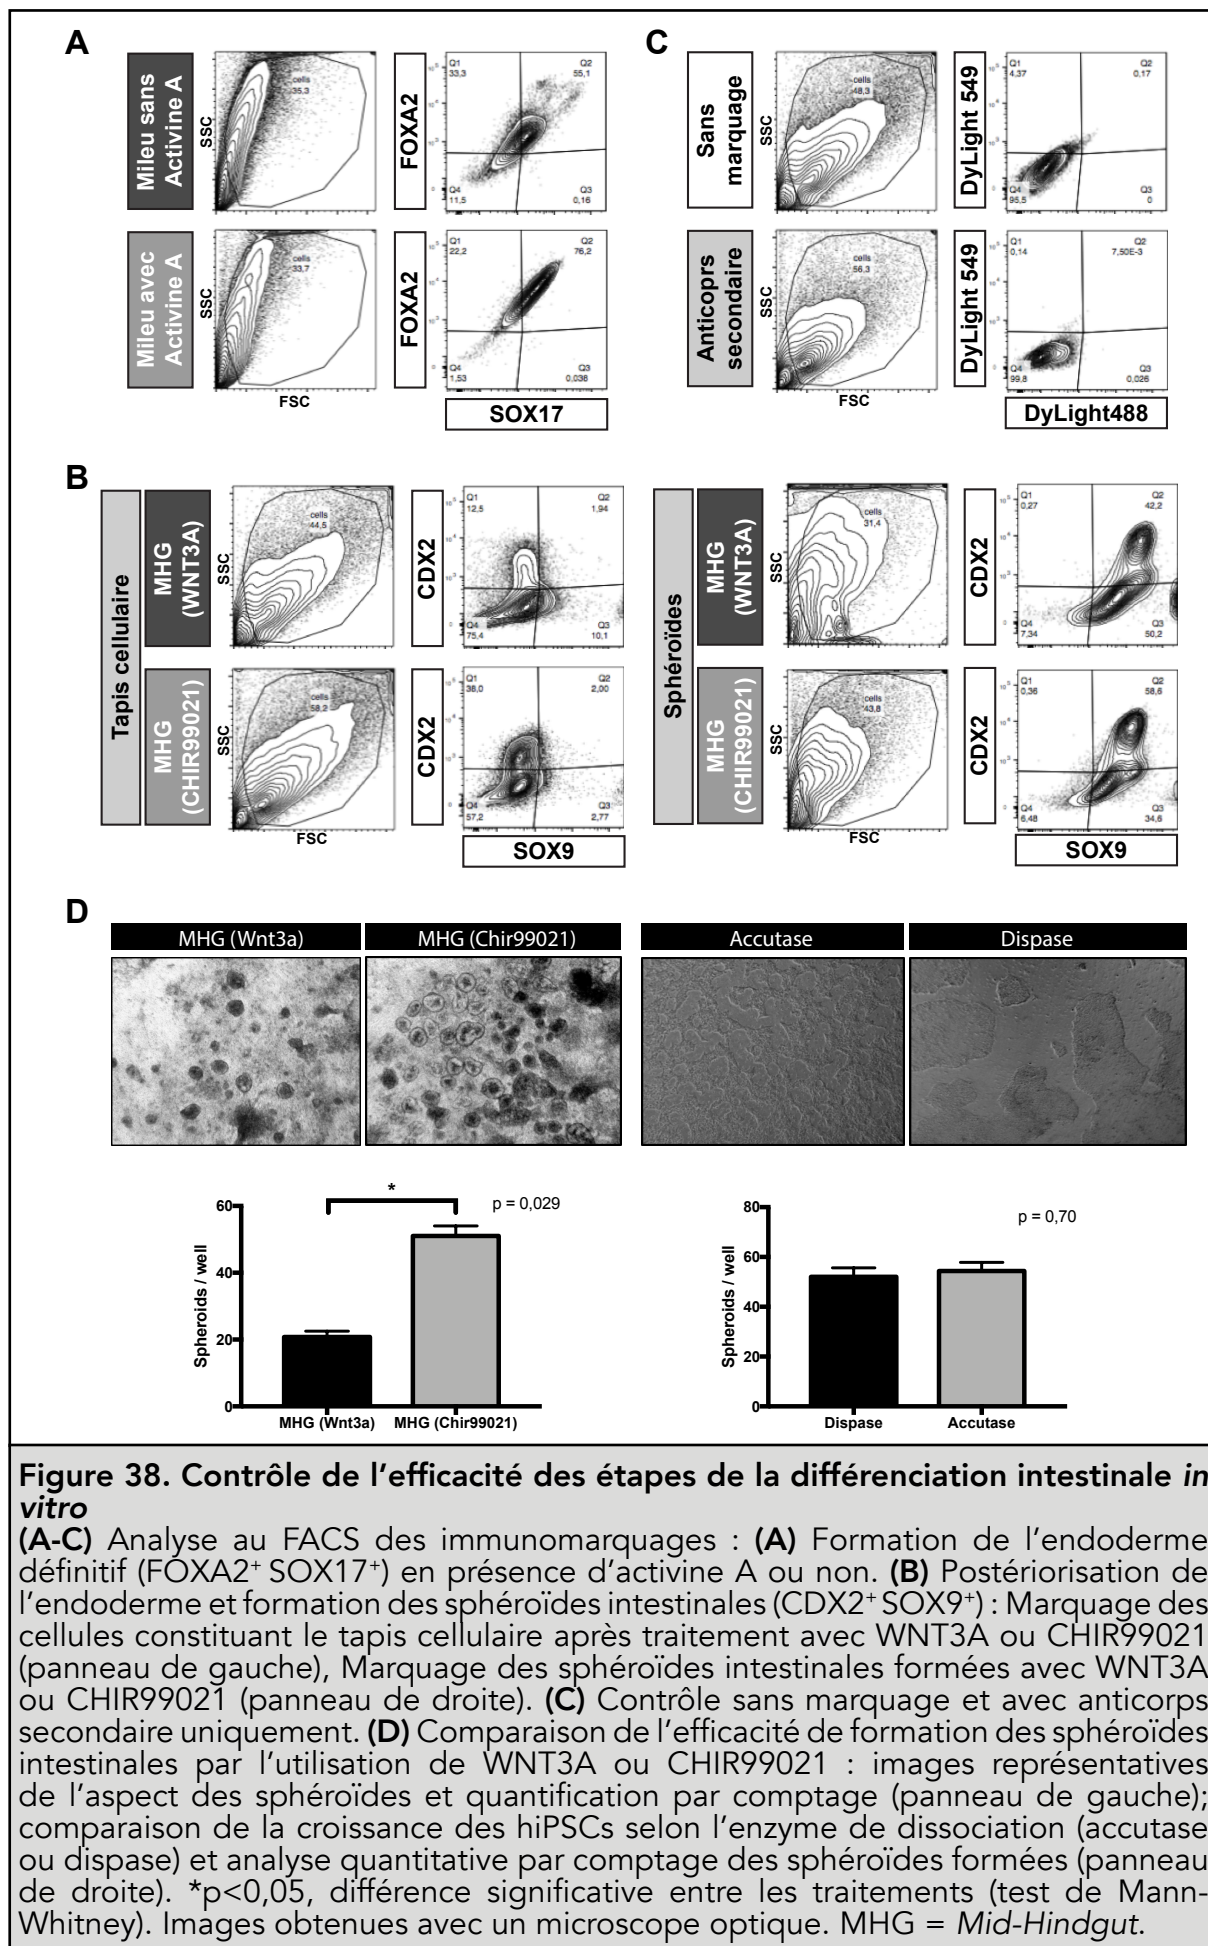 A
Mileu sans
Activine A
SSC
cells
35,3
FOXA2
Q1
33,3
Q2
55,1
Q4
11,5
Q3
0,16
Mileu avec
Activine A
SSC
cells
33,7
FSC
FOXA2
Q1
22,2
Q2
76,2
Q4
1,53
Q3
0,038
SOX17
C
Sans
marquage
SSC
cells
48,3
DyLight 549
Q1
4,37
Q2
0,17
Q4
95,5
Q3
0
Anticoprs
secondaire
SSC
cells
56,3
FSC
DyLight 549
Q1
0,14
Q2
7,50E-3
Q4
99,8
Q3
0,026
DyLight488
B
Tapis cellulaire
MHG
(WNT3A)
SSC
cells
44,5
CDX2
Q1
12,5
Q2
1,94
Q4
75,4
Q3
10,1
MHG
(CHIR99021)
SSC
cells
58,2
FSC
CDX2
Q1
38,0
Q2
2,00
Q4
57,2
Q3
2,77
SOX9
Sphéroïdes
MHG
(WNT3A)
SSC
cells
31,4
CDX2
Q1
0,27
Q2
42,2
Q4
7,34
Q3
50,2
MHG
(CHIR99021)
SSC
cells
43,8
FSC
CDX2
Q1
0,36
Q2
58,6
Q4
6,48
Q3
34,6
SOX9
D
MHG (Wnt3a)
MHG (Chir99021)
Accutase
Dispase
Spheroids / well
60
40
20
0
*
p = 0,029
MHG (Wnt3a)
MHG (Chir99021)
Spheroids / well
80
60
40
20
0
p = 0,70
Dispase
Accutase
Figure 38. Contrôle de l'efficacité des étapes de la différenciation intestinale in
vitro
(A-C) Analyse au FACS des immunomarquages : (A) Formation de l'endoderme
définitif (FOXA2⁺ SOX17⁺) en présence d'activine A ou non. (B) Postériorisation de
l'endoderme et formation des sphéroïdes intestinales (CDX2⁺ SOX9⁺) : Marquage des
cellules constituant le tapis cellulaire après traitement avec WNT3A ou CHIR99021
(panneau de gauche), Marquage des sphéroïdes intestinales formées avec WNT3A
ou CHIR99021 (panneau de droite). (C) Contrôle sans marquage et avec anticorps
secondaire uniquement. (D) Comparaison de l'efficacité de formation des sphéroïdes
intestinales par l'utilisation de WNT3A ou CHIR99021 : images représentatives
de l'aspect des sphéroïdes et quantification par comptage (panneau de gauche);
comparaison de la croissance des hiPSCs selon l'enzyme de dissociation (accutase
ou dispase) et analyse quantitative par comptage des sphéroïdes formées (panneau
de droite). *p<0,05, différence significative entre les traitements (test de Mann-
Whitney). Images obtenues avec un microscope optique. MHG = Mid-Hindgut.